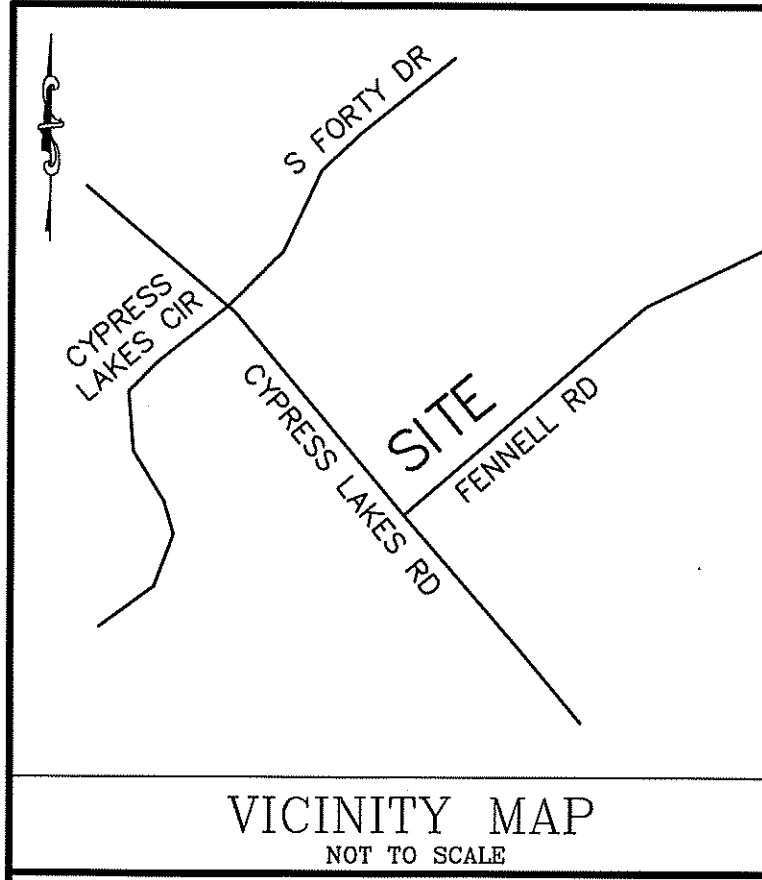 S FORTY DR
CYPRESS
LAKES CIR
CYPRESS LAKES RD
SITE
FENNELL RD
VICINITY MAP
NOT TO SCALE